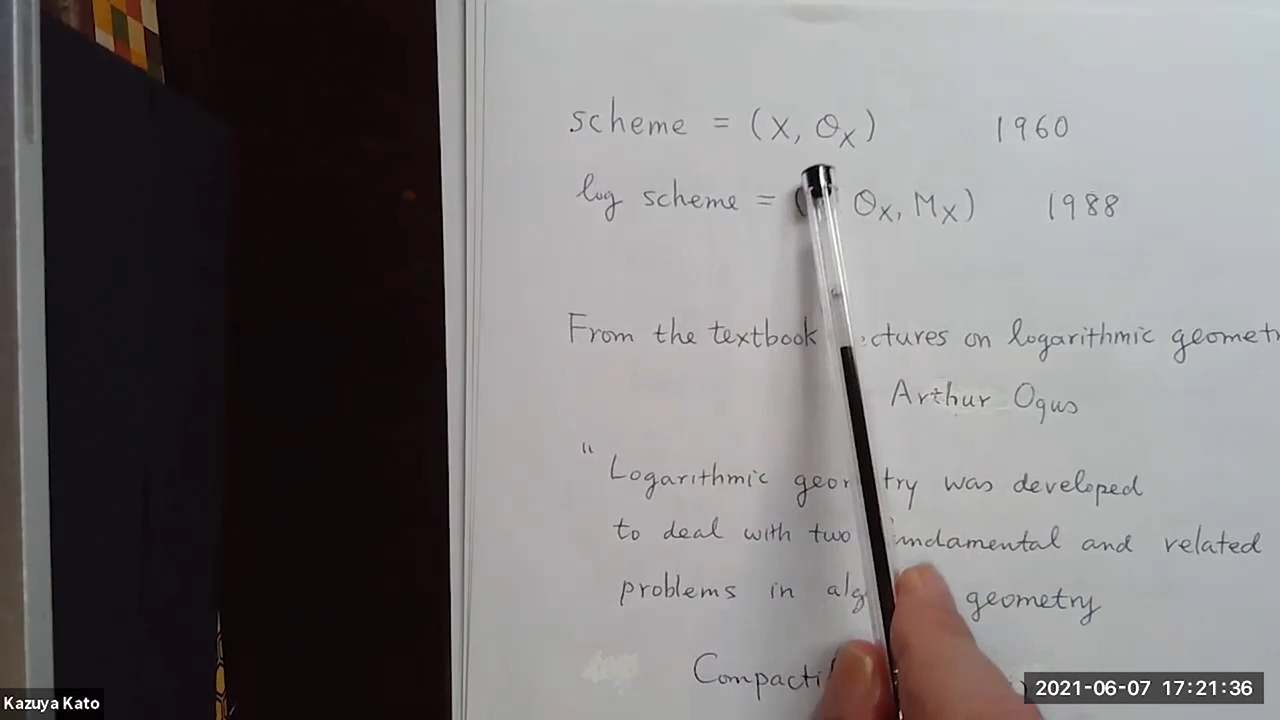 scheme = (X, O_X) 1960
log scheme = ( O_X, M_X) 1988
From the textbook ctures on logarithmic geomet
Arthur Ogus
" Logarithmic geo try was developed
to deal with two undamental and related
problems in alg geometry
Compacti
Kazuya Kato
2021-06-07 17:21:36